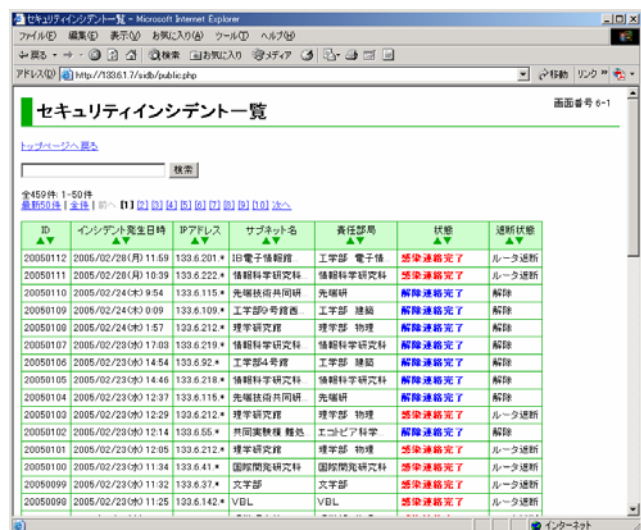 セキュリティインシデント一覧 - Microsoft Internet Explorer
ファイル(F) 編集(E) 表示(V) お気に入り(A) ツール(T) ヘルプ(H)
戻る 検索 お気に入り メディア
アドレス(D) http://133.6.1.7/sidb/public.php 移動 リンク
画面番号 6-1
セキュリティインシデント一覧
トップページへ戻る
検索
全459件: 1-50件
最新50件 | 全件 | 前へ [1] [2] [3] [4] [5] [6] [7] [8] [9] [10] 次へ
ID インシデント発生日時 IPアドレス サブネット名 責任部局 状態 遮断状態
▲▼ ▲▼ ▲▼ ▲▼ ▲▼ ▲▼ ▲▼
20050112 2005/02/28(月) 11:59 133.6.201.* IB電子情報館... 工学部 電子情... 感染連絡完了 ルータ遮断
20050111 2005/02/28(月) 10:39 133.6.222.* 情報科学研究科... 情報科学研究科 感染連絡完了 ルータ遮断
20050110 2005/02/24(木) 9:54 133.6.115.* 先端技術共同研... 先端研 解除連絡完了 解除
20050109 2005/02/24(木) 0:09 133.6.109.* 工学部9号館西... 工学部 建築 解除連絡完了 解除
20050108 2005/02/24(木) 1:57 133.6.212.* 理学研究館 理学部 物理 解除連絡完了 解除
20050107 2005/02/23(水) 17:03 133.6.219.* 情報科学研究科... 情報科学研究科 解除連絡完了 解除
20050106 2005/02/23(水) 14:54 133.6.92.* 工学部4号館 工学部 建築 解除連絡完了 解除
20050105 2005/02/23(水) 14:46 133.6.218.* 情報科学研究科... 情報科学研究科 解除連絡完了 解除
20050104 2005/02/23(水) 12:37 133.6.115.* 先端技術共同研... 先端研 解除連絡完了 解除
20050103 2005/02/23(水) 12:29 133.6.212.* 理学研究館 理学部 物理 感染連絡完了 ルータ遮断
20050102 2005/02/23(水) 12:14 133.6.55.* 共同実験棟 難処... エコトピア科学... 解除連絡完了 解除
20050101 2005/02/23(水) 12:05 133.6.212.* 理学研究館 理学部 物理 感染連絡完了 ルータ遮断
20050100 2005/02/23(水) 11:34 133.6.41.* 国際開発研究科 国際開発研究科 感染連絡完了 ルータ遮断
20050099 2005/02/23(水) 11:32 133.6.37.* 文学部 文学部 感染連絡完了 ルータ遮断
20050098 2005/02/23(水) 11:25 133.6.142.* VBL VBL 感染連絡完了 ルータ遮断
インターネット